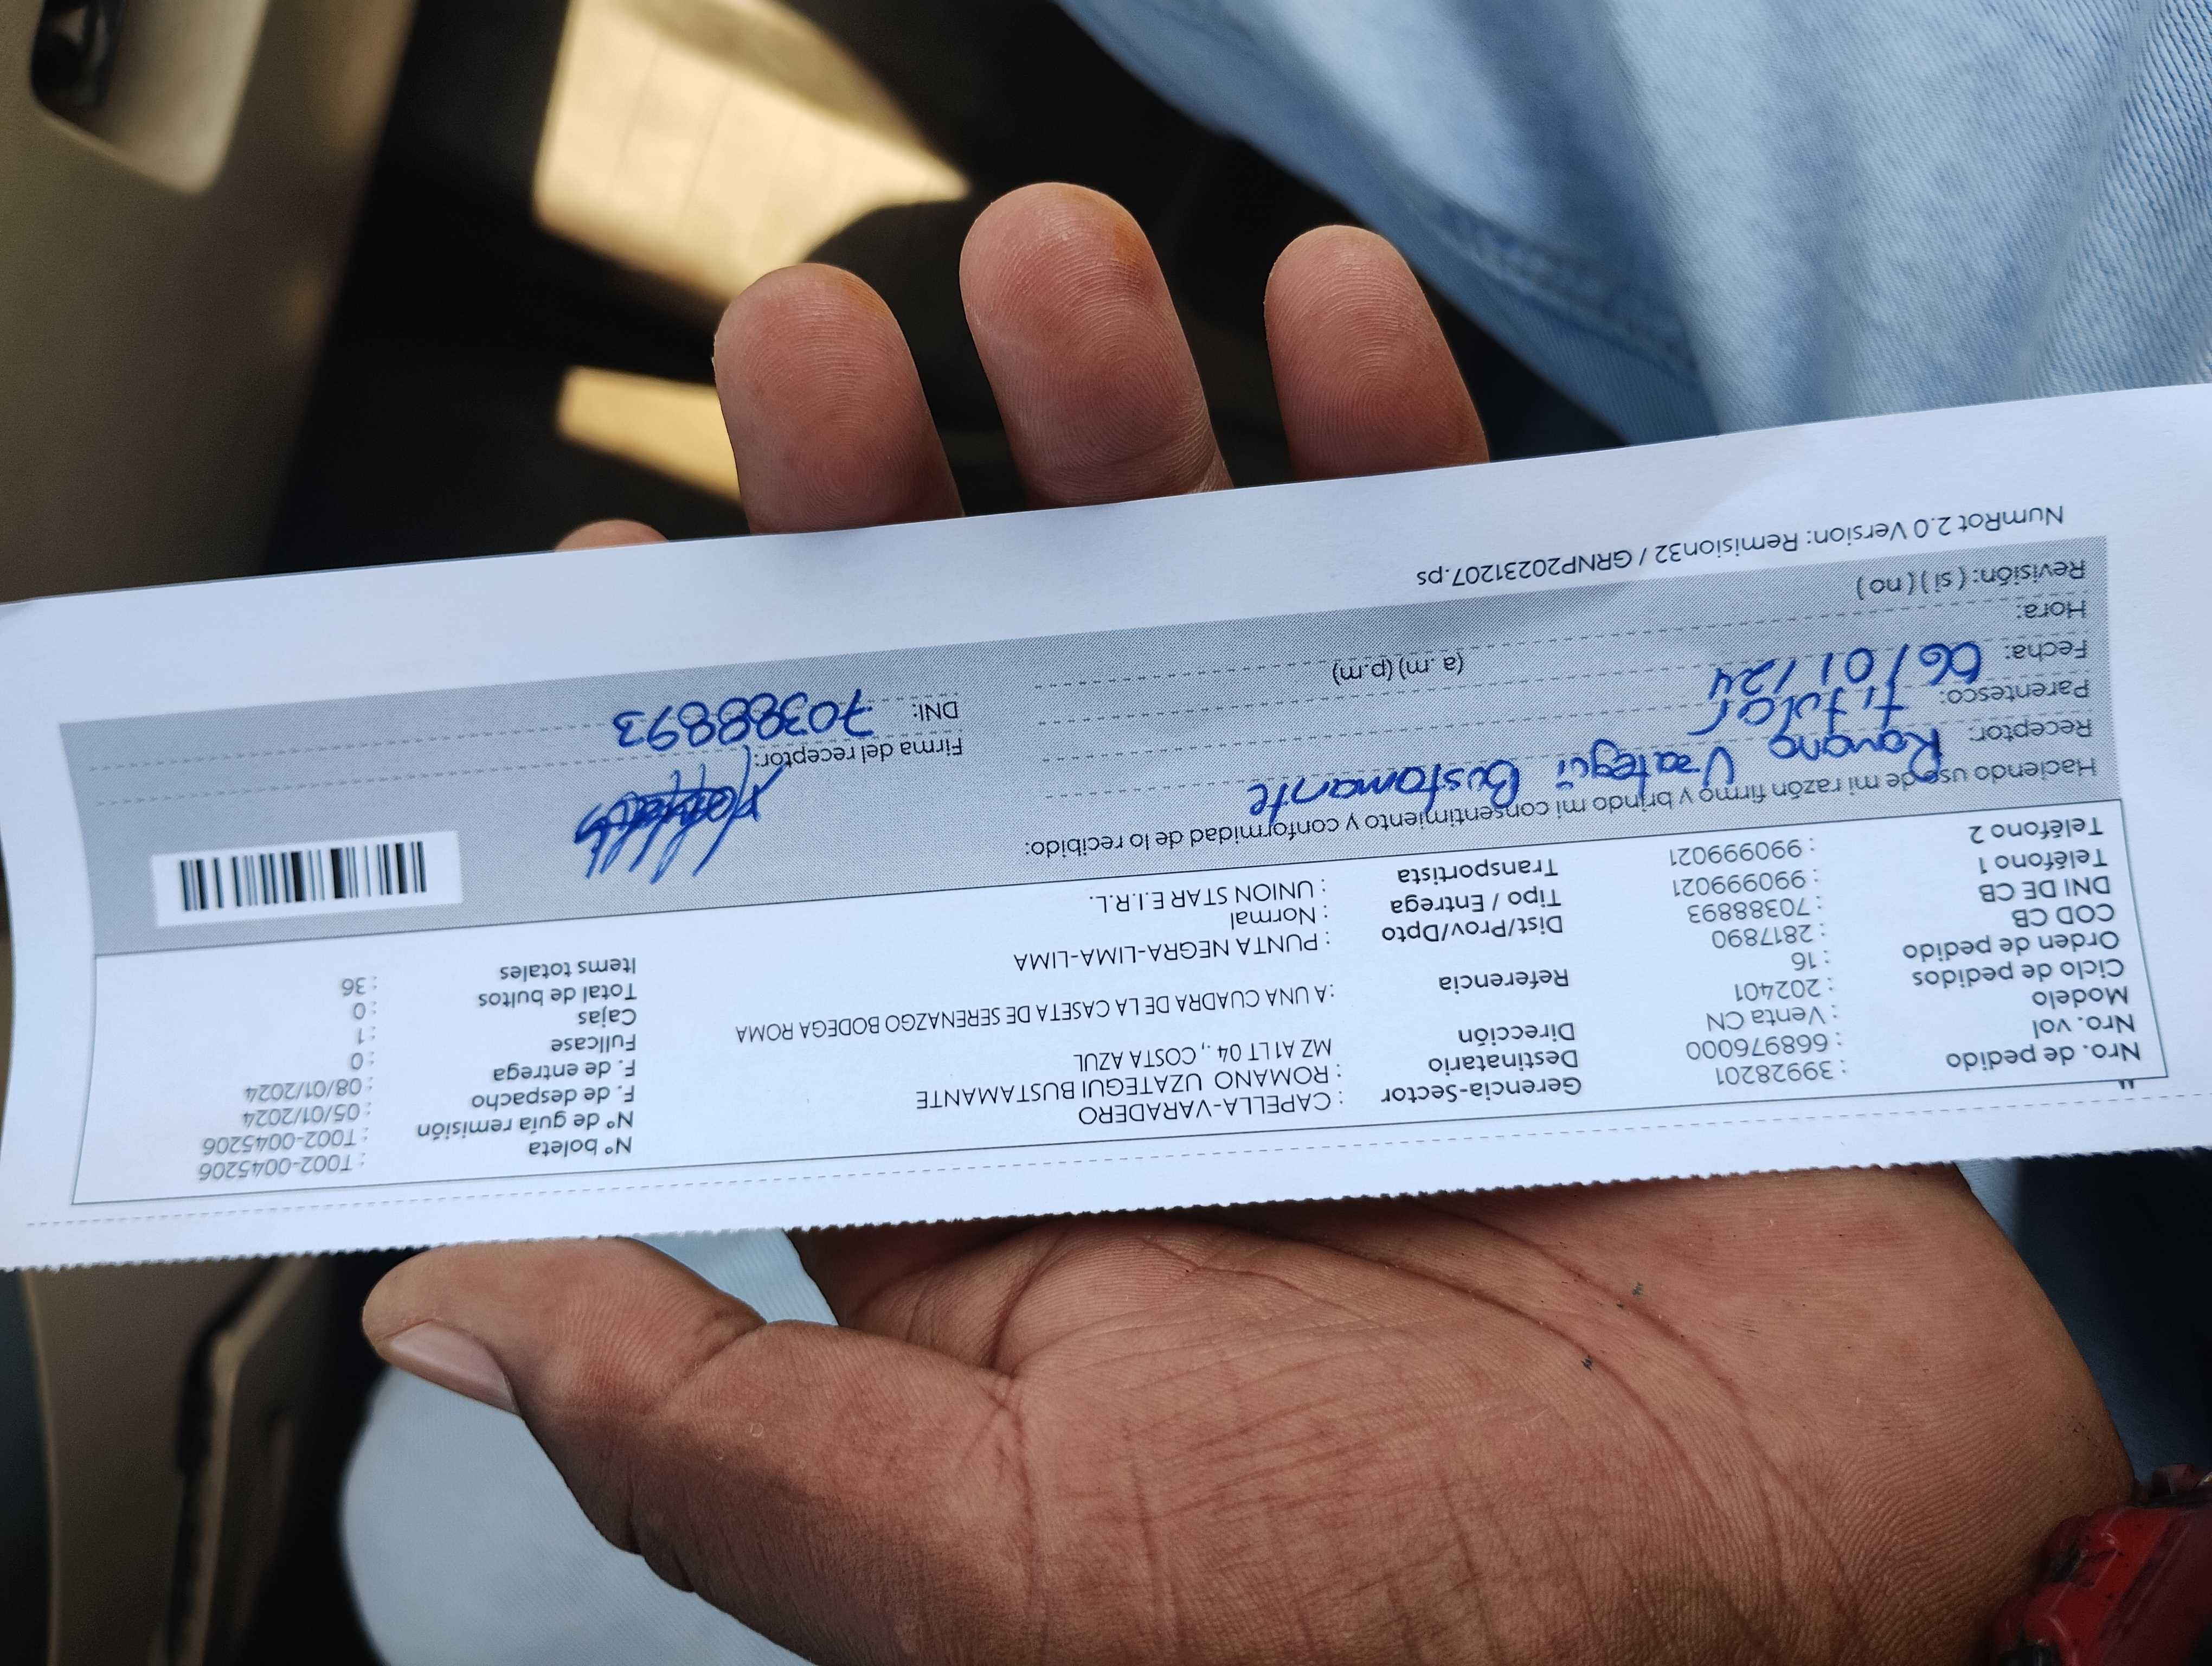 Nro. de pedido : 39928201
Nro. vol : 668976000
Modelo : Venta CN
Ciclo de pedidos : 202401
Orden de pedido : 16
COD CB : 2817890
DNI DE CB : 70388893
Teléfono 1 : 990999021
Teléfono 2 : 990999021
Gerencia-Sector : CAPELLA-VARADERO
Destinatario : ROMANO UZATEGUI BUSTAMANTE
Dirección MZ A1 LT 04 ., COSTA AZUL
Referencia : A UNA CUADRA DE LA CASETA DE SERENAZGO BODEGA ROMA
Dist/Prov/Dpto : PUNTA NEGRA-LIMA-LIMA
Tipo / Entrega : Normal
Transportista : UNION STAR E.I.R.L.
Nº boleta : T002-0045206
Nº de guía remisión : T002-0045206
F. de despacho : 05/01/2024
F. de entrega : 08/01/2024
Fullcase : 0
Cajas : 1
Total de bultos : 0
Items totales : 36
Haciendo uso de mi razón firmo y brindo mi consentimiento y conformidad de lo recibido:
Receptor: Romano Uzategui Bustamante
Parentesco: Titular
Fecha: 06/01/24
Hora: (a.m) (p.m)
Revisión: ( si ) ( no )
Firma del receptor:
DNI: 70388893
NumRot 2.0 Version: Remision32 / GRNP20231207.ps